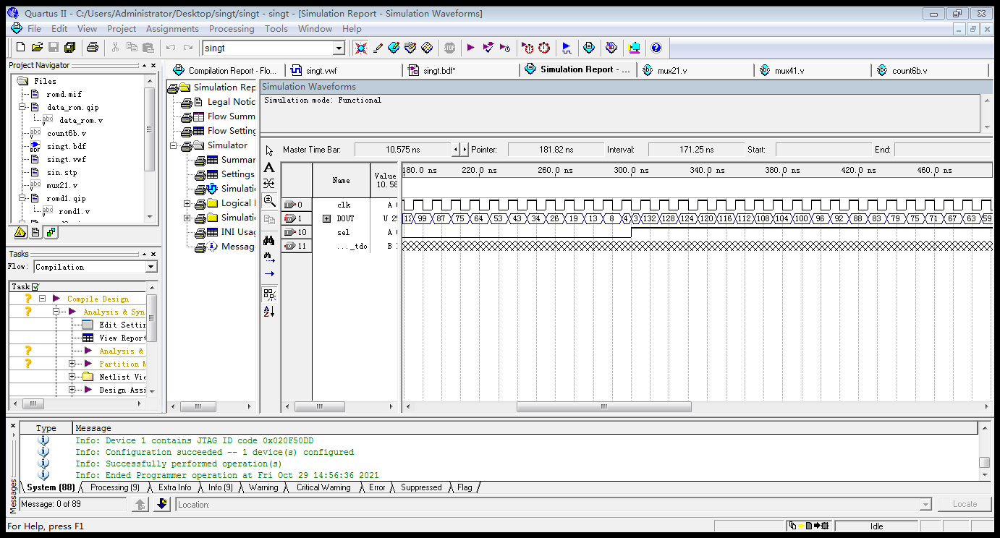 Quartus II - C:/Users/Administrator/Desktop/singt/singt - singt - [Simulation Report - Simulation Waveforms]
File Edit View Project Assignments Processing Tools Window Help
singt
STOP
Project Navigator
Files
romd.mif
data_rom.qip
data_rom.v
count6b.v
singt.bdf
singt.vwf
sin.stp
mux21.v
romd1.qip
romd1.v
Tasks
Flow: Compilation
Task
Compile Design
Analysis & Syn
Edit Settin
View Report
Analysis &
Partition M
Netlist Vie
Design Assi
Compilation Report - Flo... singt.vwf singt.bdf* Simulation Report - ... mux21.v mux41.v count6b.v
Simulation Rep
Legal Notic
Flow Summ
Flow Setting
Simulator
Summar
Settings
Simulatio
Logical
Simulati
INI Usag
Messag
Simulation Waveforms
Simulation mode: Functional
Master Time Bar: 10.575 ns Pointer: 181.82 ns Interval: 171.25 ns Start: End:
Name Value 10.58
180.0 ns 220.0 ns 260.0 ns 300.0 ns 340.0 ns 380.0 ns 420.0 ns 460.0 ns
0 clk A
1 DOUT U 25 12 99 87 75 64 53 43 34 26 19 13 8 4 3 132 128 124 120 116 112 108 104 100 96 92 88 83 79 75 71 67 63 59
10 sel A
11 ..._tdo B
Messages
Type Message
Info: Device 1 contains JTAG ID code 0x020F50DD
Info: Configuration succeeded -- 1 device(s) configured
Info: Successfully performed operation(s)
Info: Ended Programmer operation at Fri Oct 29 14:56:36 2021
System (88) Processing (9) Extra Info Info (9) Warning Critical Warning Error Suppressed Flag
Message: 0 of 89 Location: Locate
For Help, press F1 Idle